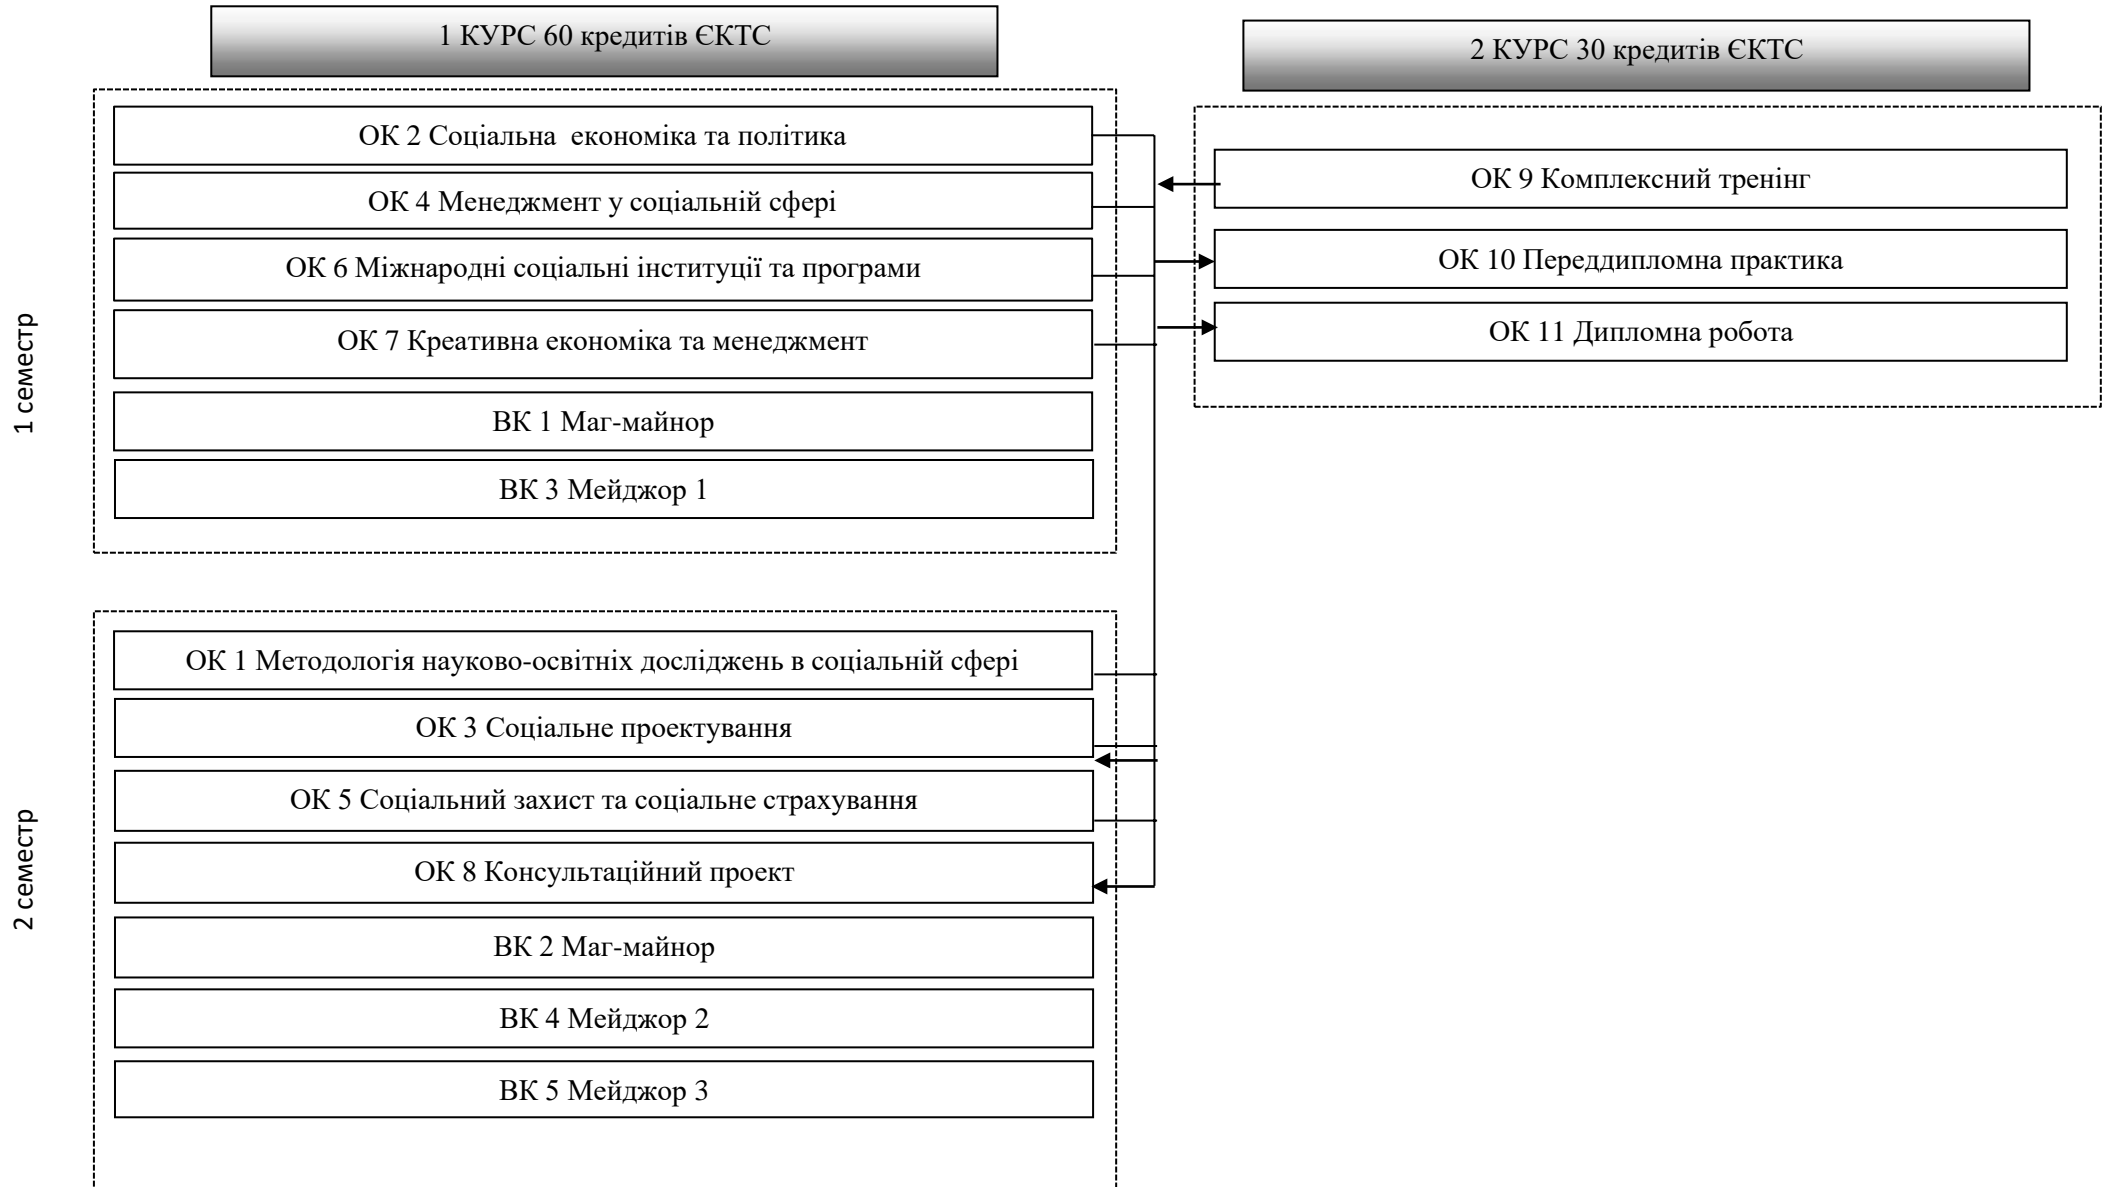 1 КУРС 60 кредитів ЄКТС
2 КУРС 30 кредитів ЄКТС
1 семестр
ОК 2 Соціальна економіка та політика
ОК 4 Менеджмент у соціальній сфері
ОК 6 Міжнародні соціальні інституції та програми
ОК 7 Креативна економіка та менеджмент
ВК 1 Маг-майнор
ВК 3 Мейджор 1
ОК 9 Комплексний тренінг
ОК 10 Переддипломна практика
ОК 11 Дипломна робота
2 семестр
ОК 1 Методологія науково-освітніх досліджень в соціальній сфері
ОК 3 Соціальне проектування
ОК 5 Соціальний захист та соціальне страхування
ОК 8 Консультаційний проект
ВК 2 Маг-майнор
ВК 4 Мейджор 2
ВК 5 Мейджор 3